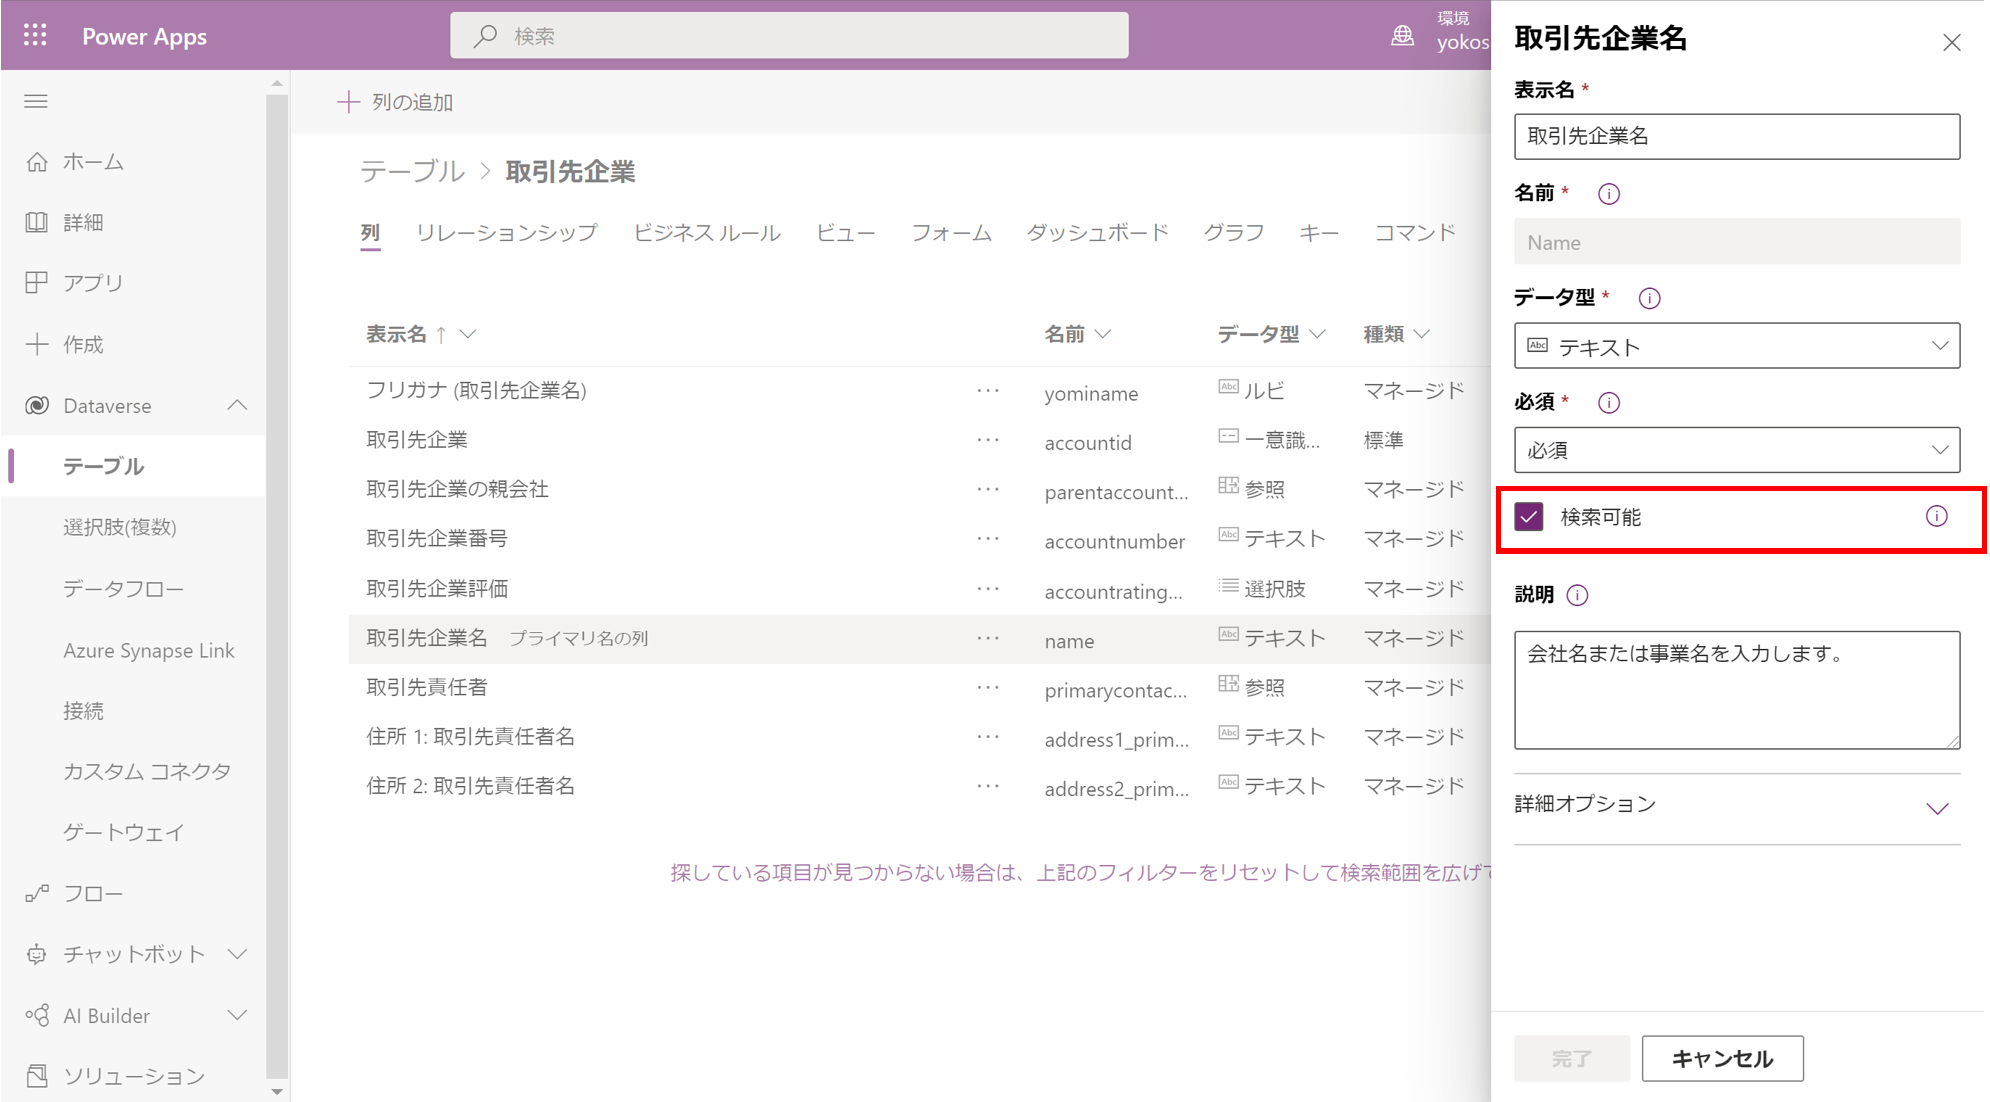 Power Apps
検索
環境
yokos
ホーム
詳細
アプリ
作成
Dataverse
テーブル
選択肢(複数)
データフロー
Azure Synapse Link
接続
カスタム コネクタ
ゲートウェイ
フロー
チャットボット
AI Builder
ソリューション
列の追加
テーブル > 取引先企業
列 リレーションシップ ビジネス ルール ビュー フォーム ダッシュボード グラフ キー コマンド
表示名 ↑ 名前 データ型 種類
フリガナ (取引先企業名) ··· yominame Abc ルビ マネージド
取引先企業 ··· accountid 一意識... 標準
取引先企業の親会社 ··· parentaccount... 参照 マネージド
取引先企業番号 ··· accountnumber Abc テキスト マネージド
取引先企業評価 ··· accountrating... 選択肢 マネージド
取引先企業名 プライマリ名の列 ··· name Abc テキスト マネージド
取引先責任者 ··· primarycontac... 参照 マネージド
住所 1: 取引先責任者名 ··· address1_prim... Abc テキスト マネージド
住所 2: 取引先責任者名 ··· address2_prim... Abc テキスト マネージド
探している項目が見つからない場合は、上記のフィルターをリセットして検索範囲を広げて
取引先企業名
表示名 *
取引先企業名
名前 *
Name
データ型 *
Abc テキスト
必須 *
必須
検索可能
説明
会社名または事業名を入力します。
詳細オプション
完了 キャンセル